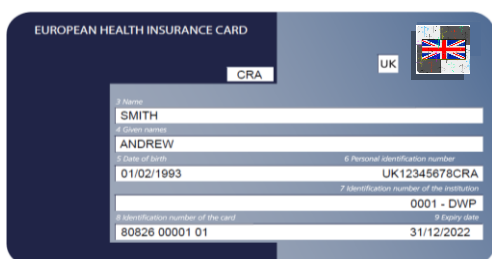 EUROPEAN HEALTH INSURANCE CARD
CRA
UK
3 Name
SMITH
4 Given names
ANDREW
5 Date of birth 6 Personal identification number
01/02/1993 UK12345678CRA
7 Identification number of the institution
0001 - DWP
8 Identification number of the card 9 Expiry date
80826 00001 01 31/12/2022